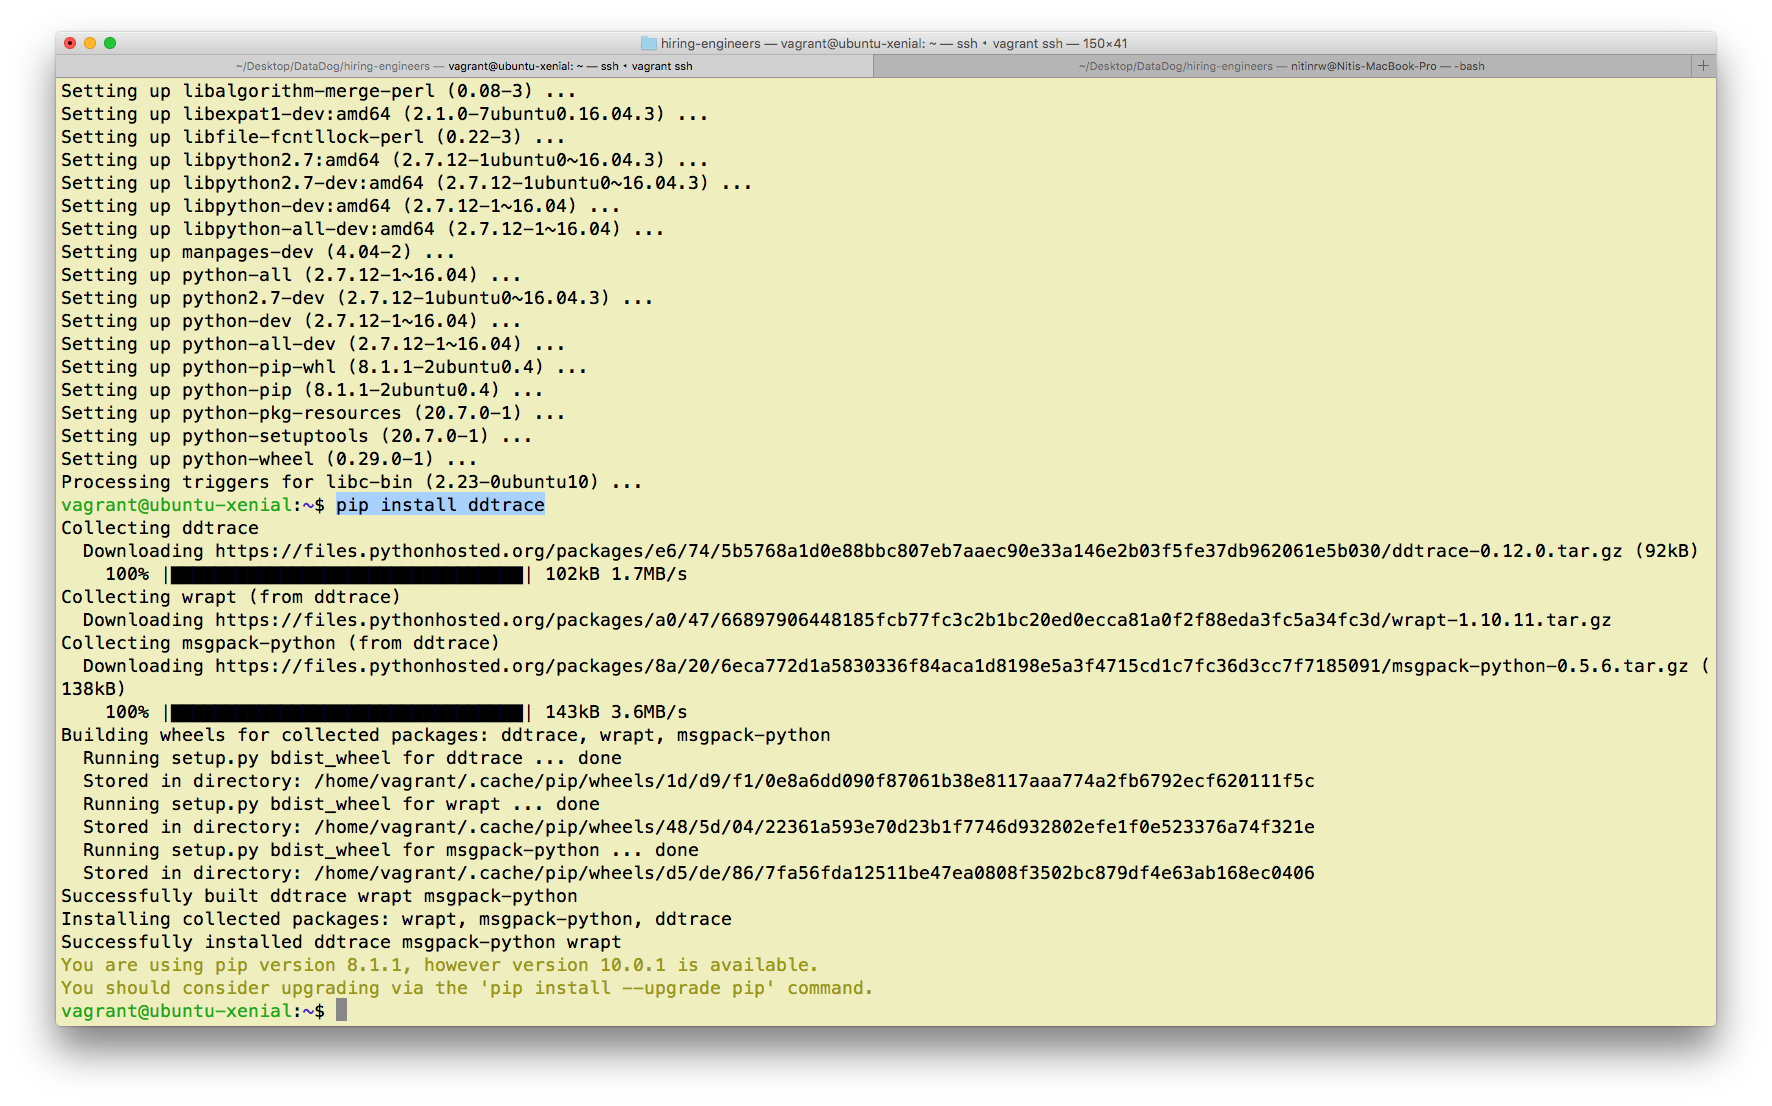 hiring-engineers — vagrant@ubuntu-xenial: ~ — ssh ‹ vagrant ssh — 150×41
~/Desktop/DataDog/hiring-engineers — vagrant@ubuntu-xenial: ~ — ssh ‹ vagrant ssh
~/Desktop/DataDog/hiring-engineers — nitinrw@Nitis-MacBook-Pro — -bash
+
Setting up libalgorithm-merge-perl (0.08-3) ...
Setting up libexpat1-dev:amd64 (2.1.0-7ubuntu0.16.04.3) ...
Setting up libfile-fcntllock-perl (0.22-3) ...
Setting up libpython2.7:amd64 (2.7.12-1ubuntu0~16.04.3) ...
Setting up libpython2.7-dev:amd64 (2.7.12-1ubuntu0~16.04.3) ...
Setting up libpython-dev:amd64 (2.7.12-1~16.04) ...
Setting up libpython-all-dev:amd64 (2.7.12-1~16.04) ...
Setting up manpages-dev (4.04-2) ...
Setting up python-all (2.7.12-1~16.04) ...
Setting up python2.7-dev (2.7.12-1ubuntu0~16.04.3) ...
Setting up python-dev (2.7.12-1~16.04) ...
Setting up python-all-dev (2.7.12-1~16.04) ...
Setting up python-pip-whl (8.1.1-2ubuntu0.4) ...
Setting up python-pip (8.1.1-2ubuntu0.4) ...
Setting up python-pkg-resources (20.7.0-1) ...
Setting up python-setuptools (20.7.0-1) ...
Setting up python-wheel (0.29.0-1) ...
Processing triggers for libc-bin (2.23-0ubuntu10) ...
vagrant@ubuntu-xenial:~$ pip install ddtrace
Collecting ddtrace
  Downloading https://files.pythonhosted.org/packages/e6/74/5b5768a1d0e88bbc807eb7aaec90e33a146e2b03f5fe37db962061e5b030/ddtrace-0.12.0.tar.gz (92kB)
    100% |████████████████████████████████| 102kB 1.7MB/s
Collecting wrapt (from ddtrace)
  Downloading https://files.pythonhosted.org/packages/a0/47/66897906448185fcb77fc3c2b1bc20ed0ecca81a0f2f88eda3fc5a34fc3d/wrapt-1.10.11.tar.gz
Collecting msgpack-python (from ddtrace)
  Downloading https://files.pythonhosted.org/packages/8a/20/6eca772d1a5830336f84aca1d8198e5a3f4715cd1c7fc36d3cc7f7185091/msgpack-python-0.5.6.tar.gz (
138kB)
    100% |████████████████████████████████| 143kB 3.6MB/s
Building wheels for collected packages: ddtrace, wrapt, msgpack-python
  Running setup.py bdist_wheel for ddtrace ... done
  Stored in directory: /home/vagrant/.cache/pip/wheels/1d/d9/f1/0e8a6dd090f87061b38e8117aaa774a2fb6792ecf620111f5c
  Running setup.py bdist_wheel for wrapt ... done
  Stored in directory: /home/vagrant/.cache/pip/wheels/48/5d/04/22361a593e70d23b1f7746d932802efe1f0e523376a74f321e
  Running setup.py bdist_wheel for msgpack-python ... done
  Stored in directory: /home/vagrant/.cache/pip/wheels/d5/de/86/7fa56fda12511be47ea0808f3502bc879df4e63ab168ec0406
Successfully built ddtrace wrapt msgpack-python
Installing collected packages: wrapt, msgpack-python, ddtrace
Successfully installed ddtrace msgpack-python wrapt
You are using pip version 8.1.1, however version 10.0.1 is available.
You should consider upgrading via the 'pip install --upgrade pip' command.
vagrant@ubuntu-xenial:~$